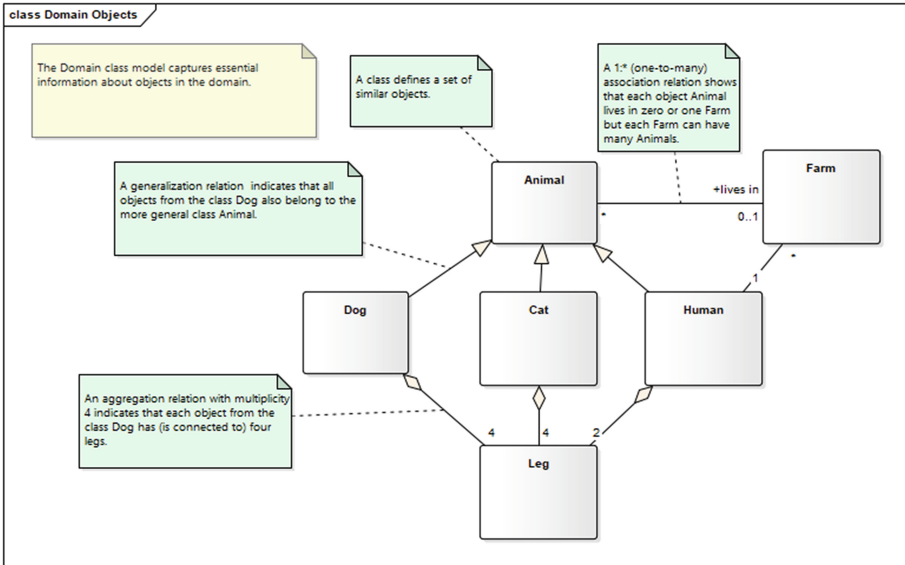 class Domain Objects
The Domain class model captures essential
information about objects in the domain.
A class defines a set of
similar objects.
A 1:* (one-to-many)
association relation shows
that each object Animal
lives in zero or one Farm
but each Farm can have
many Animals.
A generalization relation  indicates that all
objects from the class Dog also belong to the
more general class Animal.
Animal
Farm
+lives in
*
0..1
*
1
Dog
Cat
Human
An aggregation relation with multiplicity
4 indicates that each object from the
class Dog has (is connected to) four
legs.
4
4
2
Leg